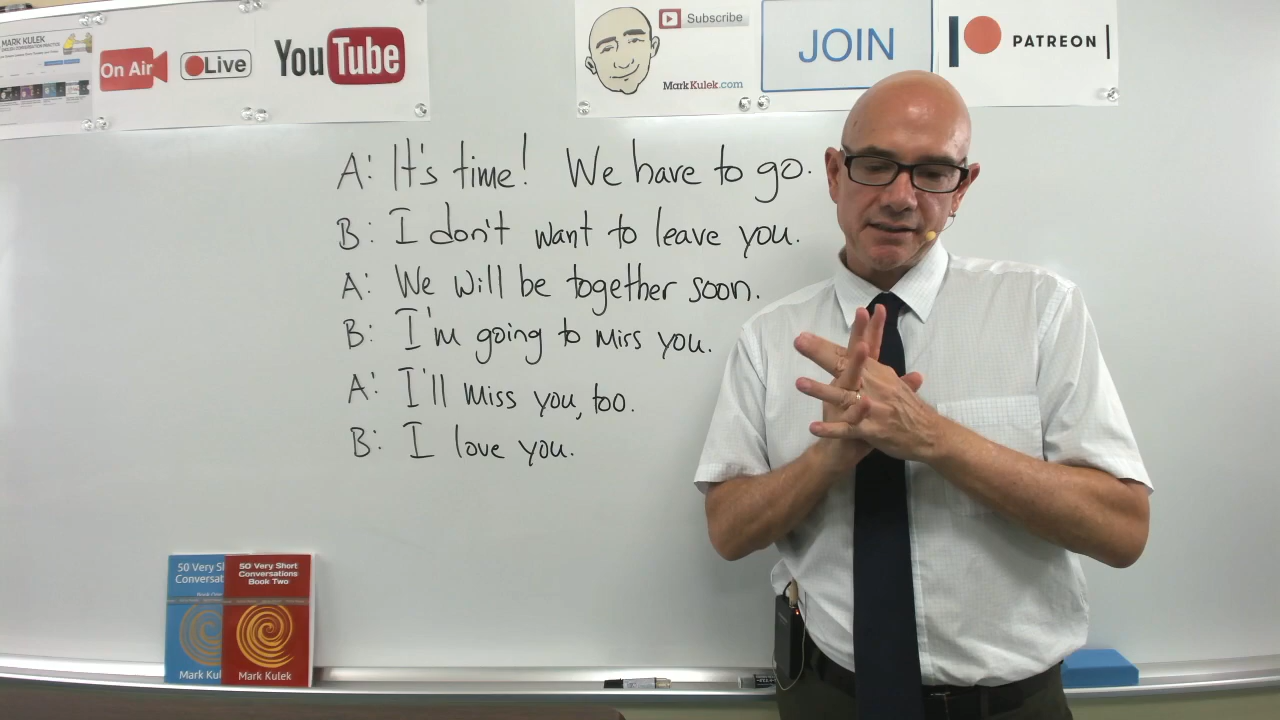 MARK KULEK
On Air
Live
YouTube
Subscribe
MarkKulek.com
JOIN
PATREON
A: It's time! We have to go.
B: I don't want to leave you.
A: We will be together soon.
B: I'm going to miss you.
A: I'll miss you, too.
B: I love you.
50 Very
Mark
50 Very Short
Conversations
Book Two
Mark Kulek